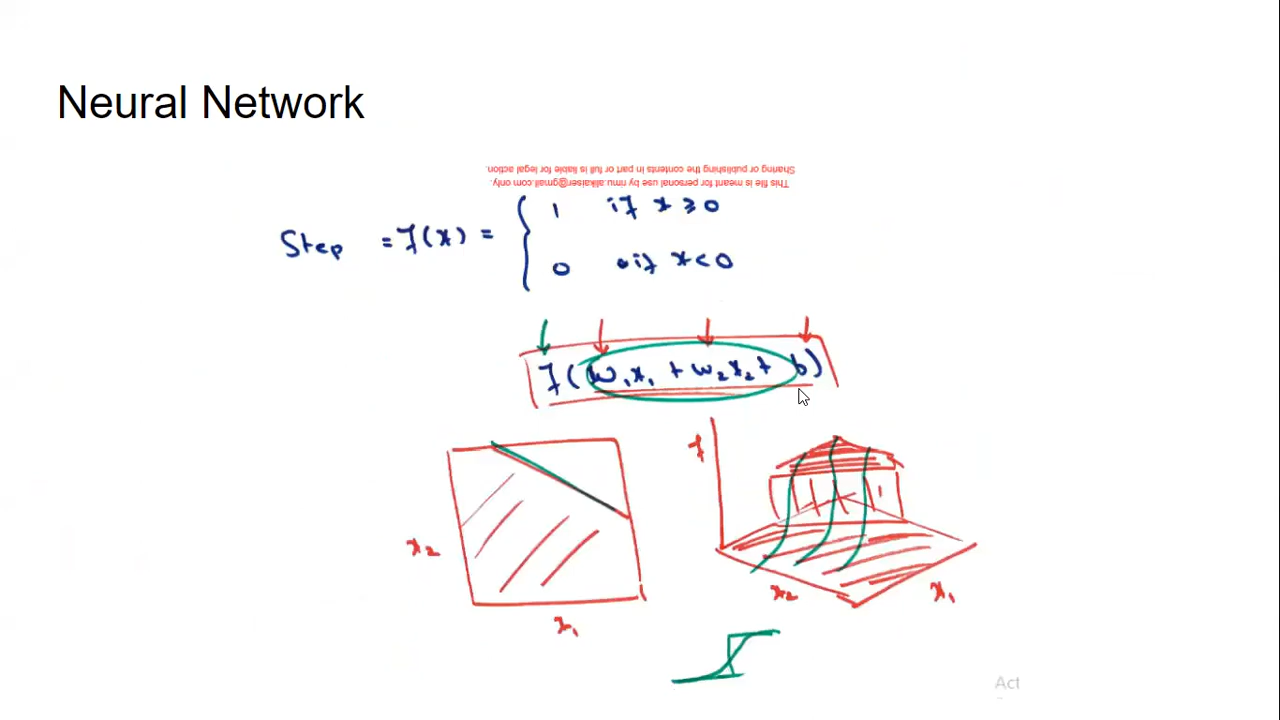 Neural Network
Sharing or publishing the contents in part or full is liable for legal action.
This file is meant for personal use by rimu.alikaiser@gmail.com only.
Step = f(x) = { 1 if x ≥ 0
0 if x < 0
f(w₁x₁ + w₂x₂ + b)
f
x₂
x₁
x₂
x₁
Act